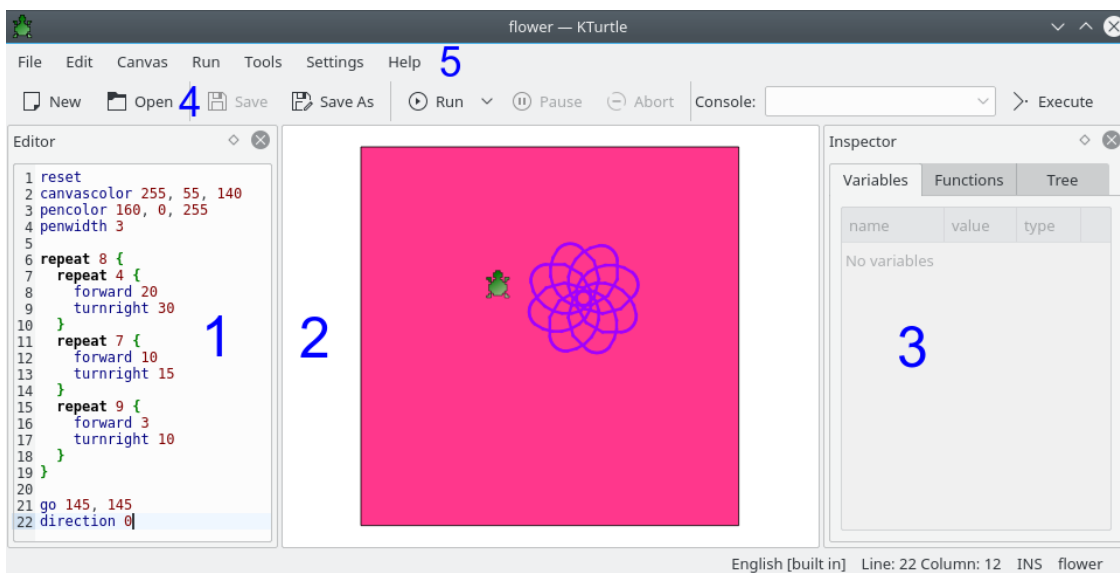 flower — KTurtle
File Edit Canvas Run Tools Settings Help 5
New Open 4 Save Save As Run Pause Abort Console: Execute
Editor
1 reset
2 canvascolor 255, 55, 140
3 pencolor 160, 0, 255
4 penwidth 3
5
6 repeat 8 {
7 repeat 4 {
8 forward 20
9 turnright 30
10 }
11 repeat 7 {
12 forward 10
13 turnright 15
14 }
15 repeat 9 {
16 forward 3
17 turnright 10
18 }
19 }
20
21 go 145, 145
22 direction 0
1
2
Inspector
Variables Functions Tree
name value type
No variables
3
English [built in] Line: 22 Column: 12 INS flower